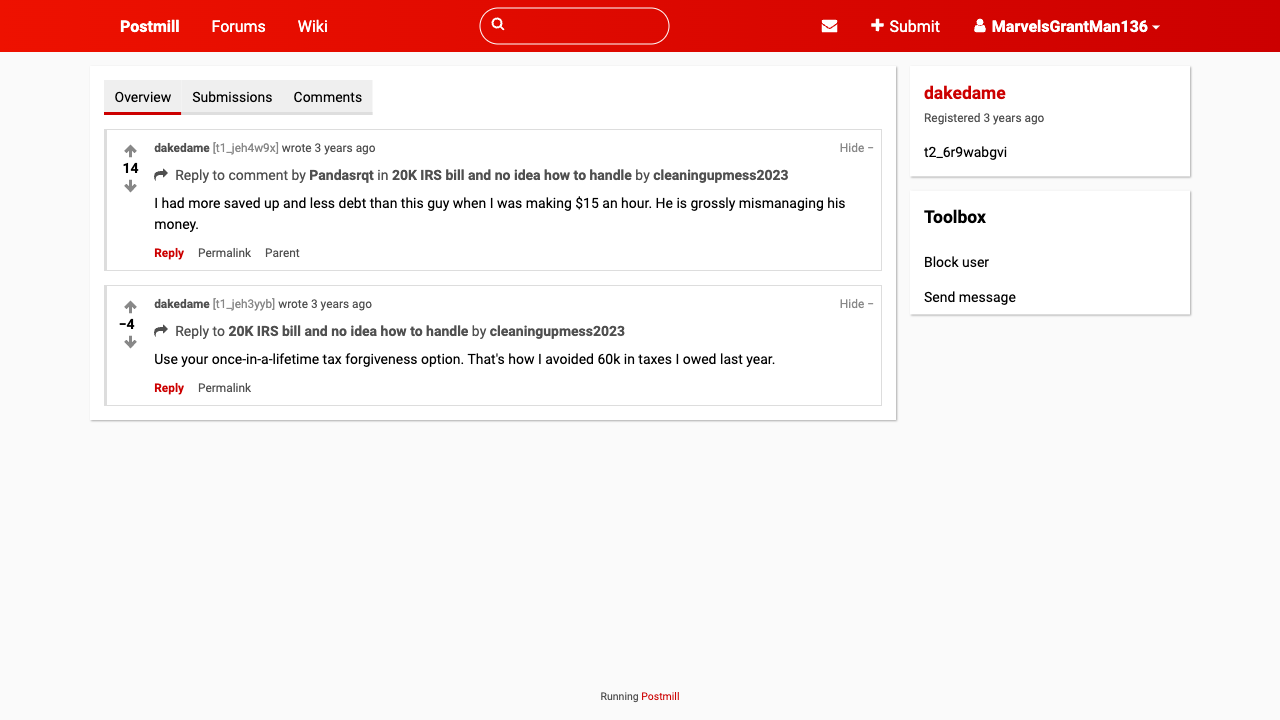 Postmill Forums Wiki Submit MarvelsGrantMan136
Overview Submissions Comments
dakedame [t1_jeh4w9x] wrote 3 years ago Hide −
14
Reply to comment by Pandasrqt in 20K IRS bill and no idea how to handle by cleaningupmess2023
I had more saved up and less debt than this guy when I was making $15 an hour. He is grossly mismanaging his
money.
Reply Permalink Parent
dakedame [t1_jeh3yyb] wrote 3 years ago Hide −
−4
Reply to 20K IRS bill and no idea how to handle by cleaningupmess2023
Use your once-in-a-lifetime tax forgiveness option. That's how I avoided 60k in taxes I owed last year.
Reply Permalink
dakedame
Registered 3 years ago
t2_6r9wabgvi
Toolbox
Block user
Send message
Running Postmill